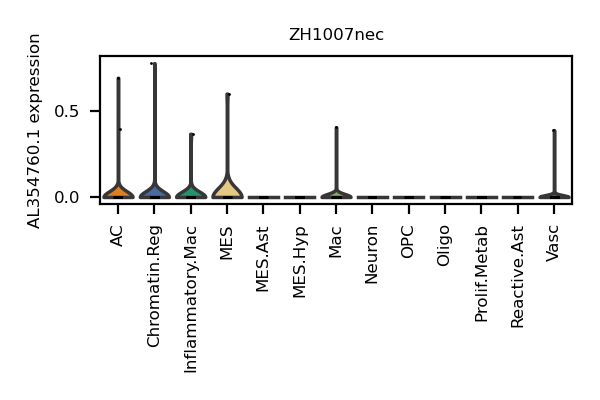 ZH1007nec
AL354760.1 expression
0.5
0.0
AC
Chromatin.Reg
Inflammatory.Mac
MES
MES.Ast
MES.Hyp
Mac
Neuron
OPC
Oligo
Prolif.Metab
Reactive.Ast
Vasc